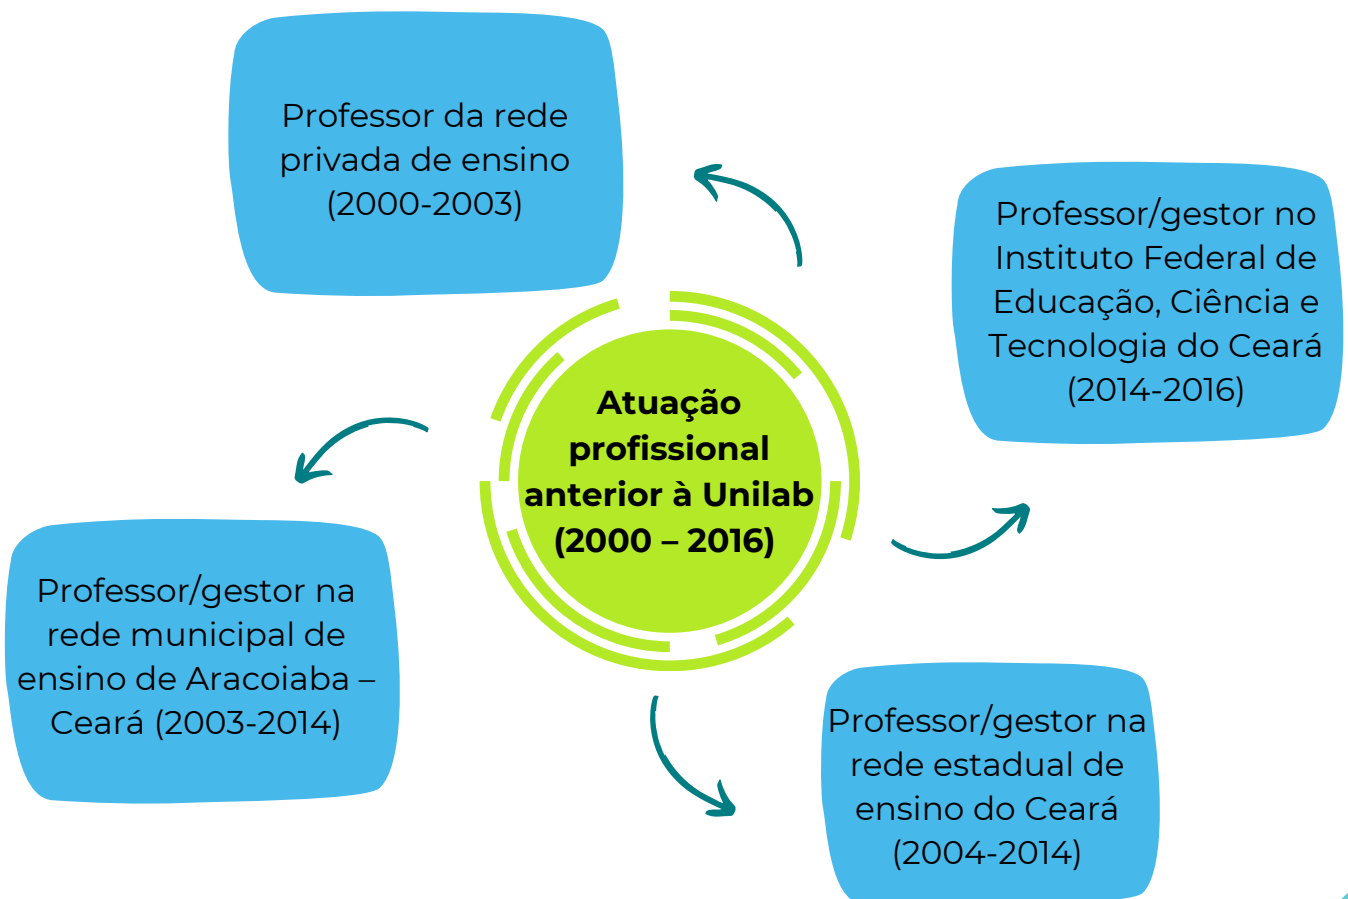 Professor da rede
privada de ensino
(2000-2003)
Professor/gestor no
Instituto Federal de
Educação, Ciência e
Tecnologia do Ceará
(2014-2016)
Atuação
profissional
anterior à Unilab
(2000 – 2016)
Professor/gestor na
rede municipal de
ensino de Aracoiaba –
Ceará (2003-2014)
Professor/gestor na
rede estadual de
ensino do Ceará
(2004-2014)